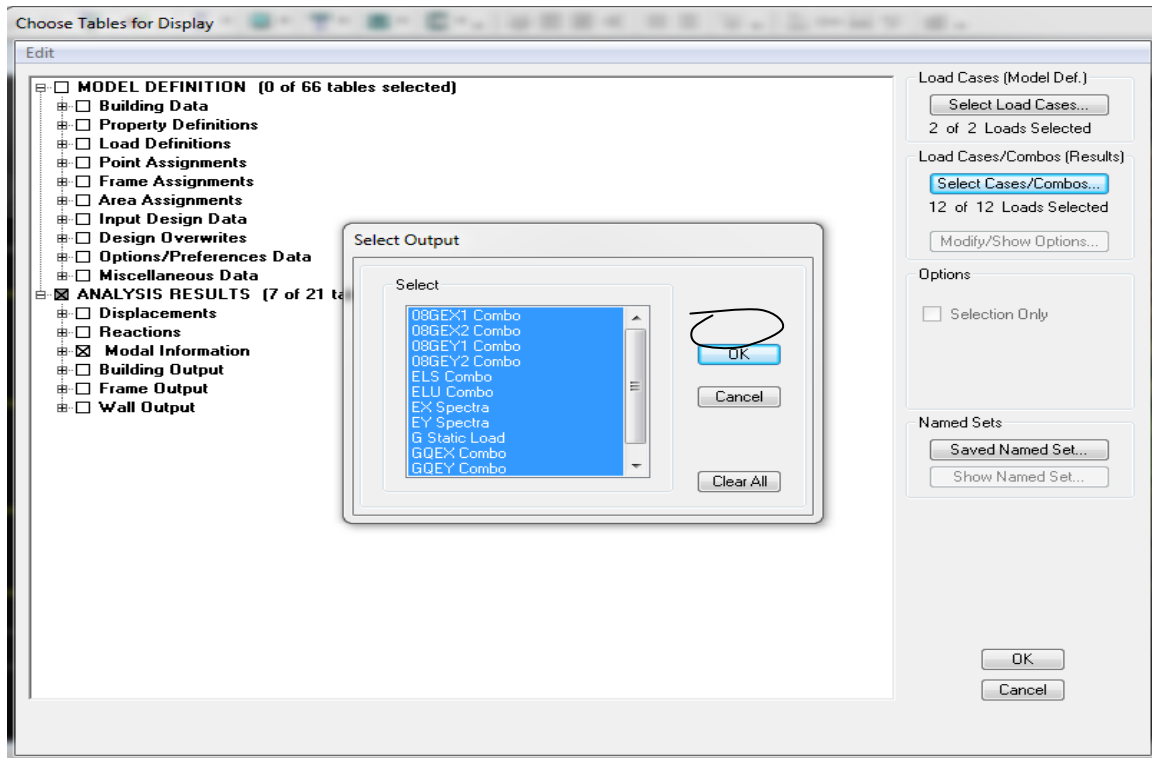 Choose Tables for Display
Edit
MODEL DEFINITION (0 of 66 tables selected)
Building Data
Property Definitions
Load Definitions
Point Assignments
Frame Assignments
Area Assignments
Input Design Data
Design Overwrites
Options/Preferences Data
Miscellaneous Data
ANALYSIS RESULTS (7 of 21 ta
Displacements
Reactions
Modal Information
Building Output
Frame Output
Wall Output
Select Output
Select
08GEX1 Combo
08GEX2 Combo
08GEY1 Combo
08GEY2 Combo
ELS Combo
ELU Combo
EX Spectra
EY Spectra
G Static Load
GQEX Combo
GQEY Combo
OK
Cancel
Clear All
Load Cases (Model Def.)
Select Load Cases...
2 of 2 Loads Selected
Load Cases/Combos (Results)
Select Cases/Combos...
12 of 12 Loads Selected
Modify/Show Options...
Options
Selection Only
Named Sets
Saved Named Set...
Show Named Set...
OK
Cancel